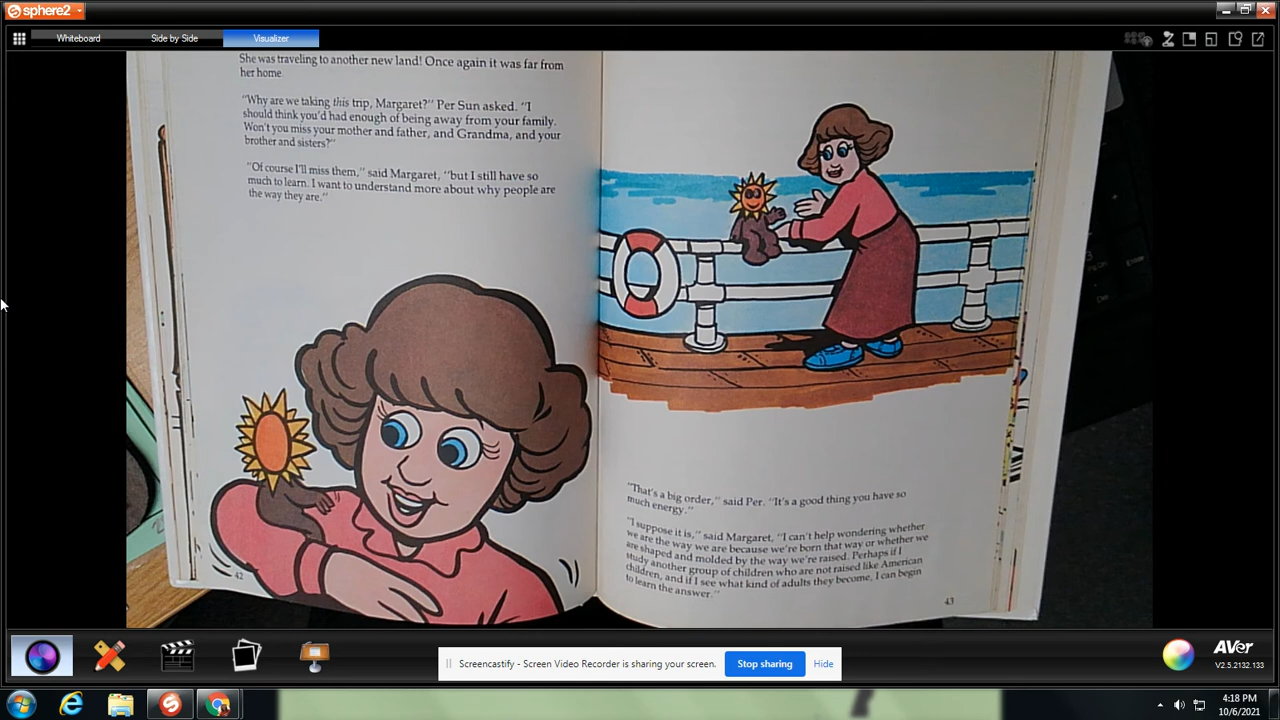 sphere2
Whiteboard
Side by Side
Visualizer
She was traveling to another new land! Once again it was far from
her home.
"Why are we taking this trip, Margaret?" Per Sun asked. "I
should think you'd had enough of being away from your family.
Won't you miss your mother and father, and Grandma, and your
brother and sisters?"
"Of course I'll miss them," said Margaret, "but I still have so
much to learn. I want to understand more about why people are
the way they are."
42
"That's a big order," said Per. "It's a good thing you have so
much energy."
"I suppose it is," said Margaret, "I can't help wondering whether
we are the way we are because we're born that way or whether we
are shaped and molded by the way we're raised. Perhaps if I
study another group of children who are not raised like American
children, and if I see what kind of adults they become, I can begin
to learn the answer."
43
Screencastify - Screen Video Recorder is sharing your screen.
Stop sharing
Hide
AVer
V2.5.2132.133
4:18 PM
10/6/2021